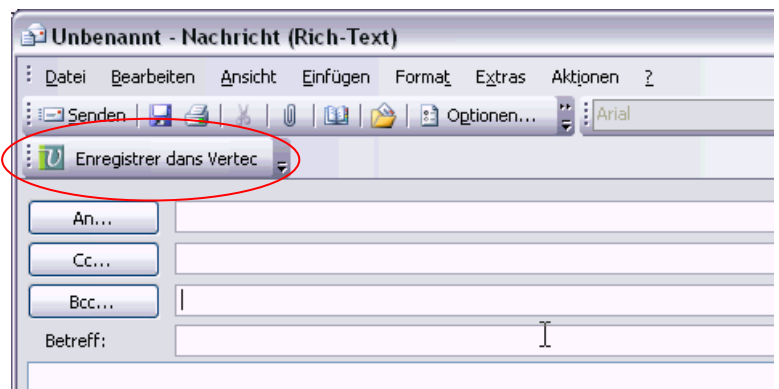 Unbenannt - Nachricht (Rich-Text)
Datei Bearbeiten Ansicht Einfügen Format Extras Aktionen ?
Senden Optionen... Arial
Enregistrer dans Vertec
An...
Cc...
Bcc...
Betreff: